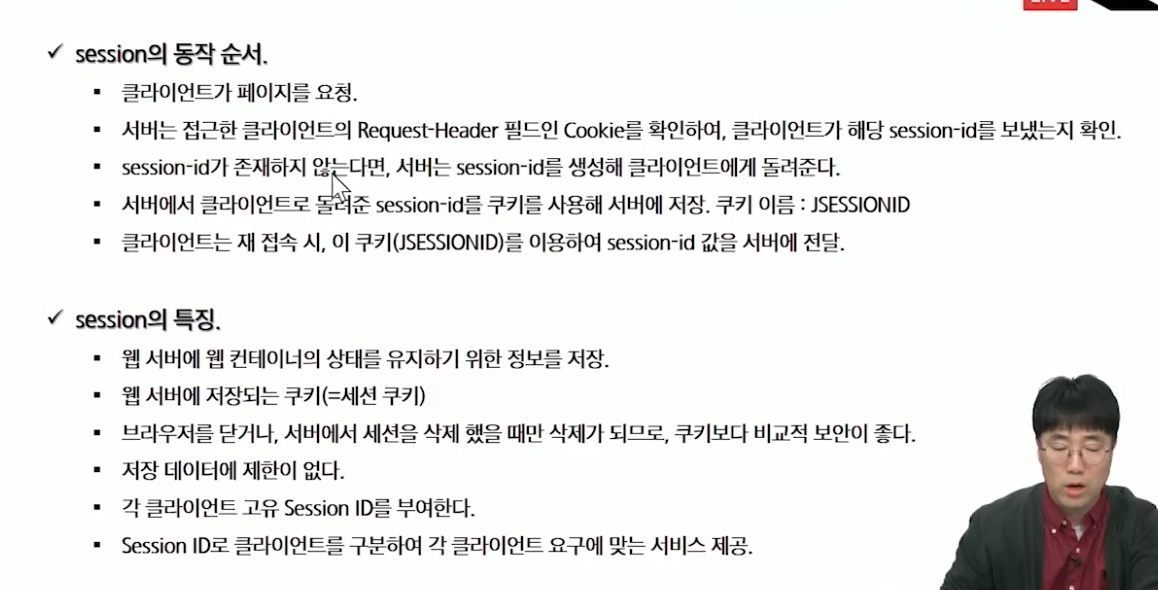 session의 동작 순서.
클라이언트가 페이지를 요청.
서버는 접근한 클라이언트의 Request-Header 필드인 Cookie를 확인하여, 클라이언트가 해당 session-id를 보냈는지 확인.
session-id가 존재하지 않는다면, 서버는 session-id를 생성해 클라이언트에게 돌려준다.
서버에서 클라이언트로 돌려준 session-id를 쿠키를 사용해 서버에 저장. 쿠키 이름 : JSESSIONID
클라이언트는 재 접속 시, 이 쿠키(JSESSIONID)를 이용하여 session-id 값을 서버에 전달.
session의 특징.
웹 서버에 웹 컨테이너의 상태를 유지하기 위한 정보를 저장.
웹 서버에 저장되는 쿠키(=세션 쿠키)
브라우저를 닫거나, 서버에서 세션을 삭제 했을 때만 삭제가 되므로, 쿠키보다 비교적 보안이 좋다.
저장 데이터에 제한이 없다.
각 클라이언트 고유 Session ID를 부여한다.
Session ID로 클라이언트를 구분하여 각 클라이언트 요구에 맞는 서비스 제공.